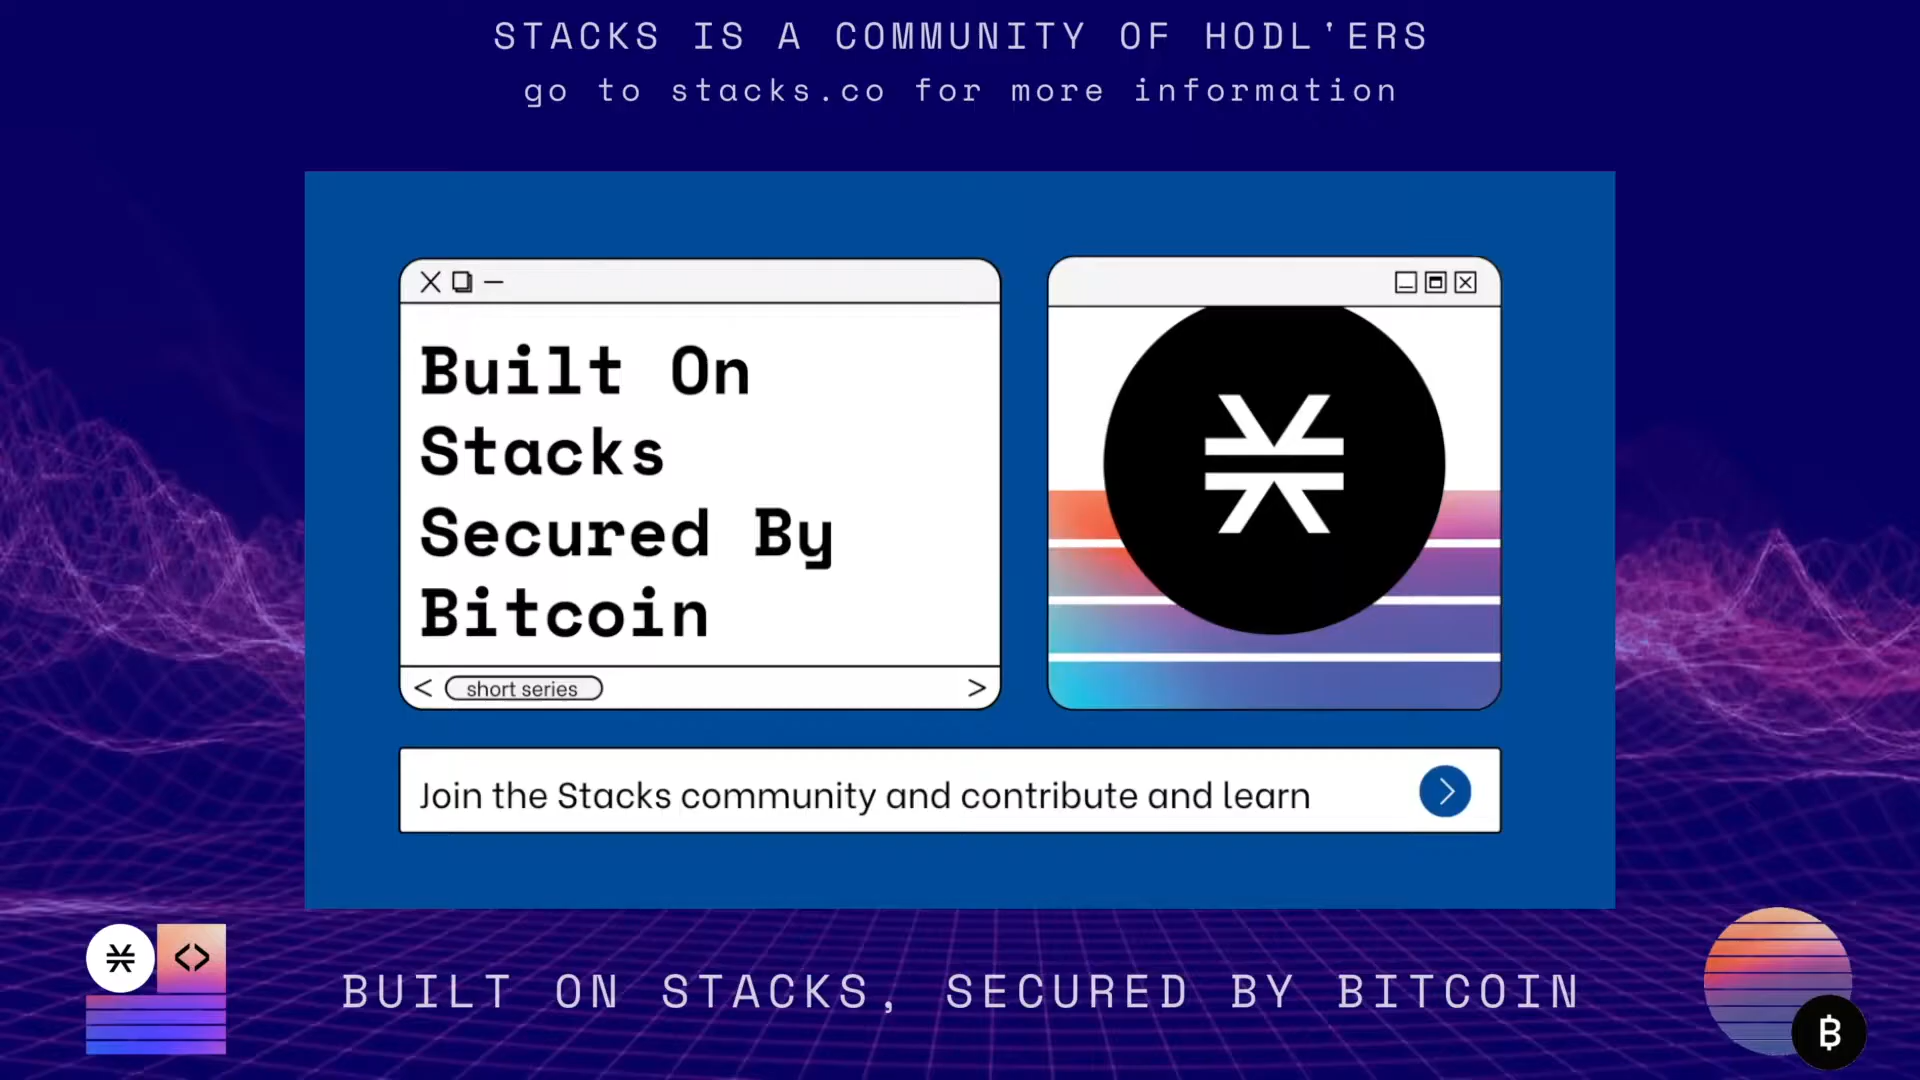 STACKS IS A COMMUNITY OF HODL'ERS
go to stacks.co for more information
Built On
Stacks
Secured By
Bitcoin
short series
Join the Stacks community and contribute and learn
BUILT ON STACKS, SECURED BY BITCOIN